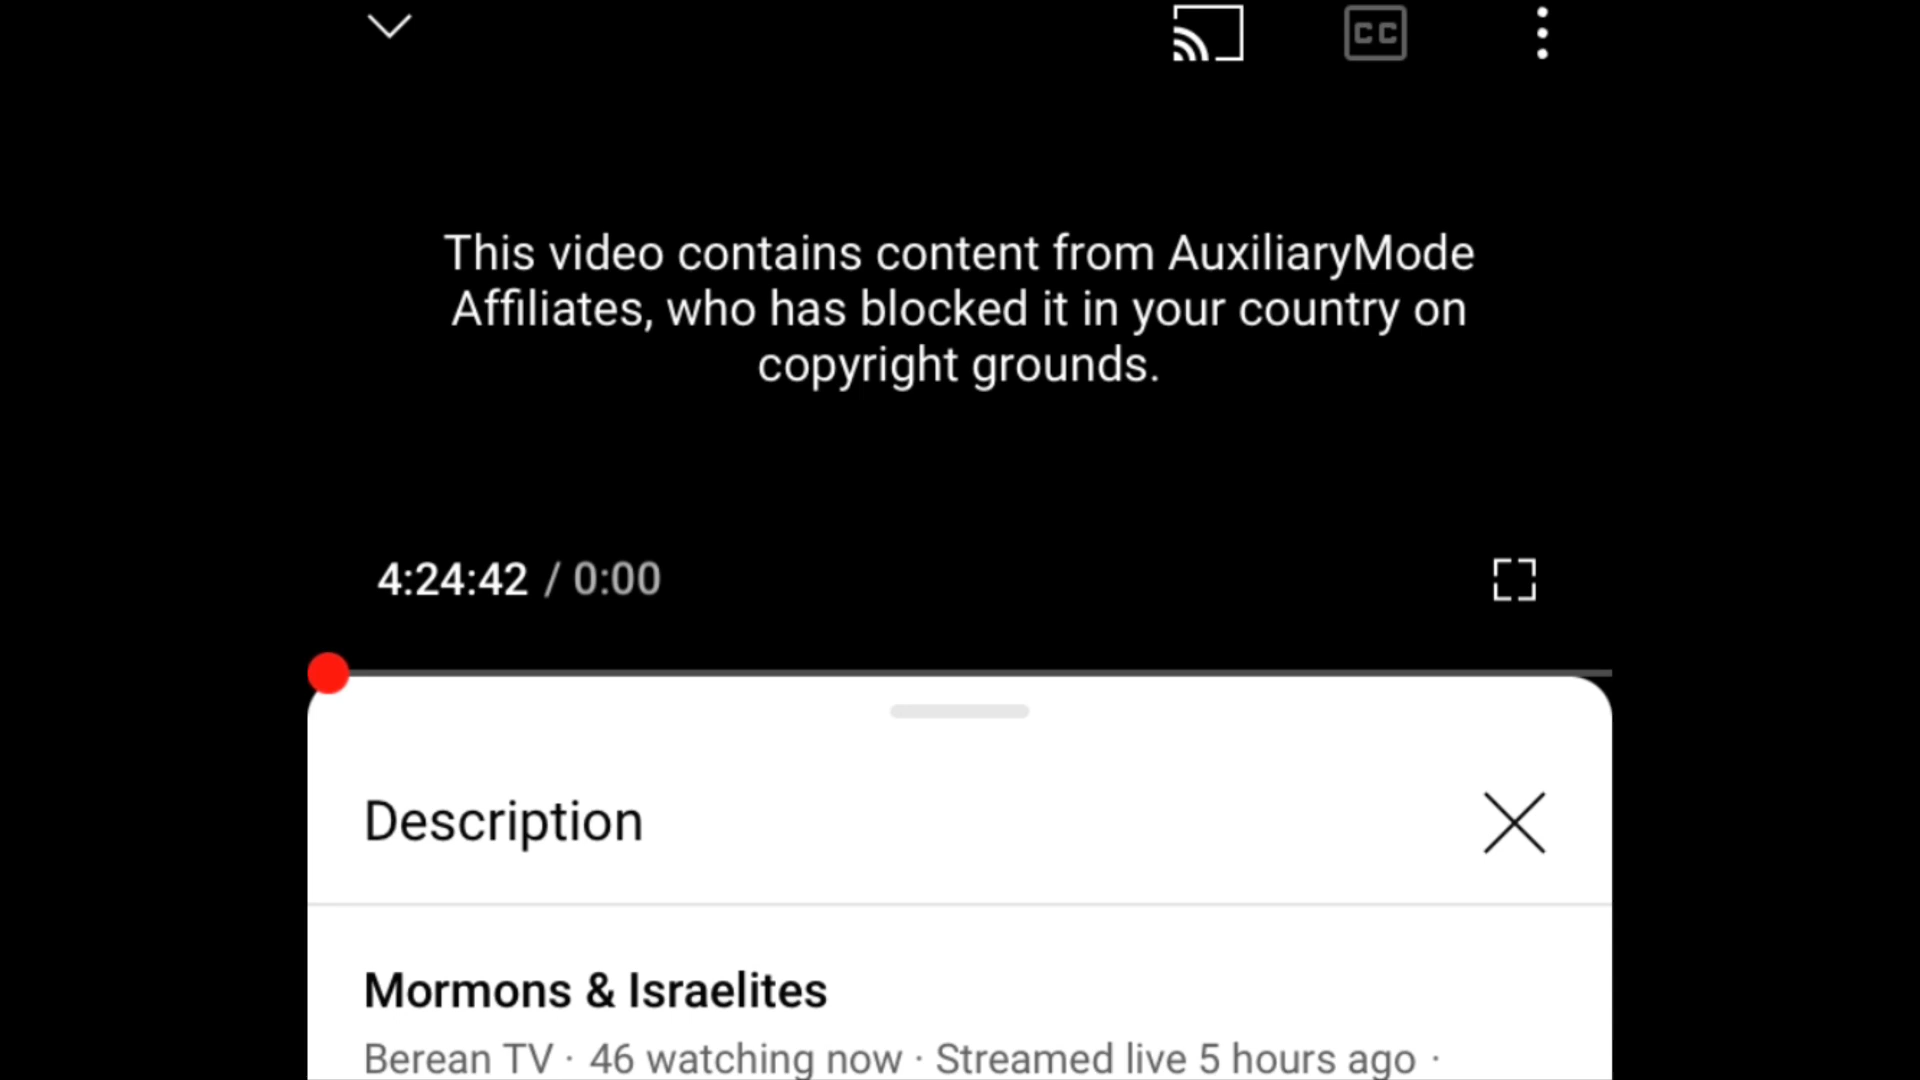 CC
This video contains content from AuxiliaryMode
Affiliates, who has blocked it in your country on
copyright grounds.
4:24:42 / 0:00
Description
Mormons & Israelites
Berean TV · 46 watching now · Streamed live 5 hours ago ·